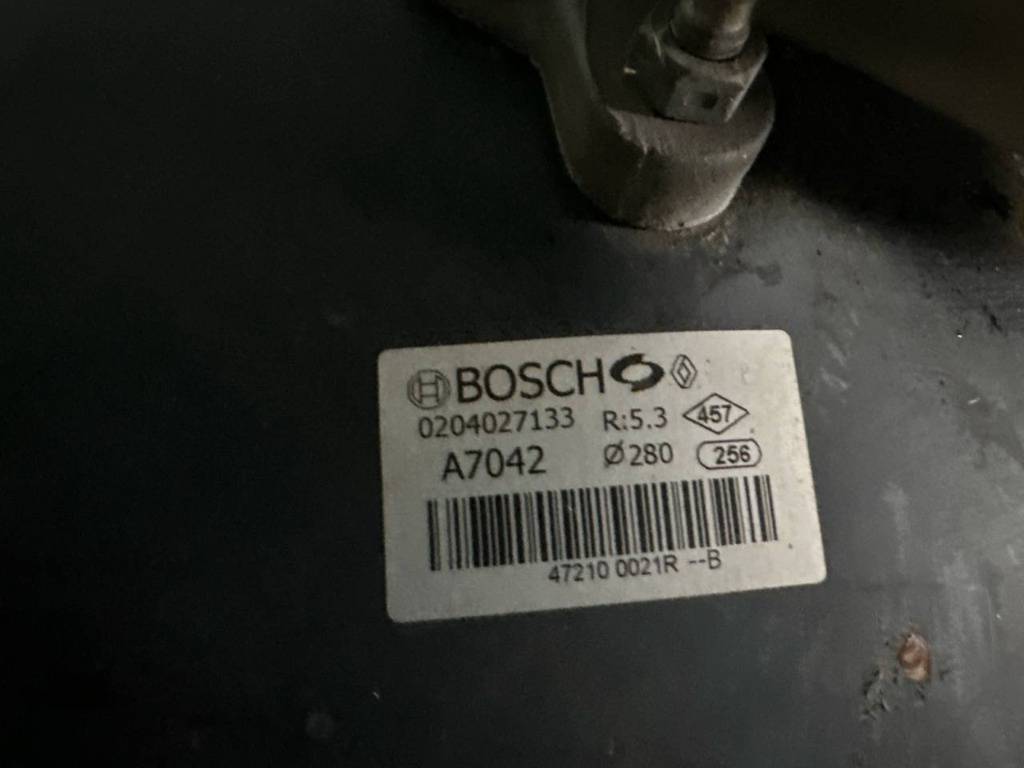 BOSCH
0204027133 R:5.3 457
A7042 Ø280 256
47210 0021R --B